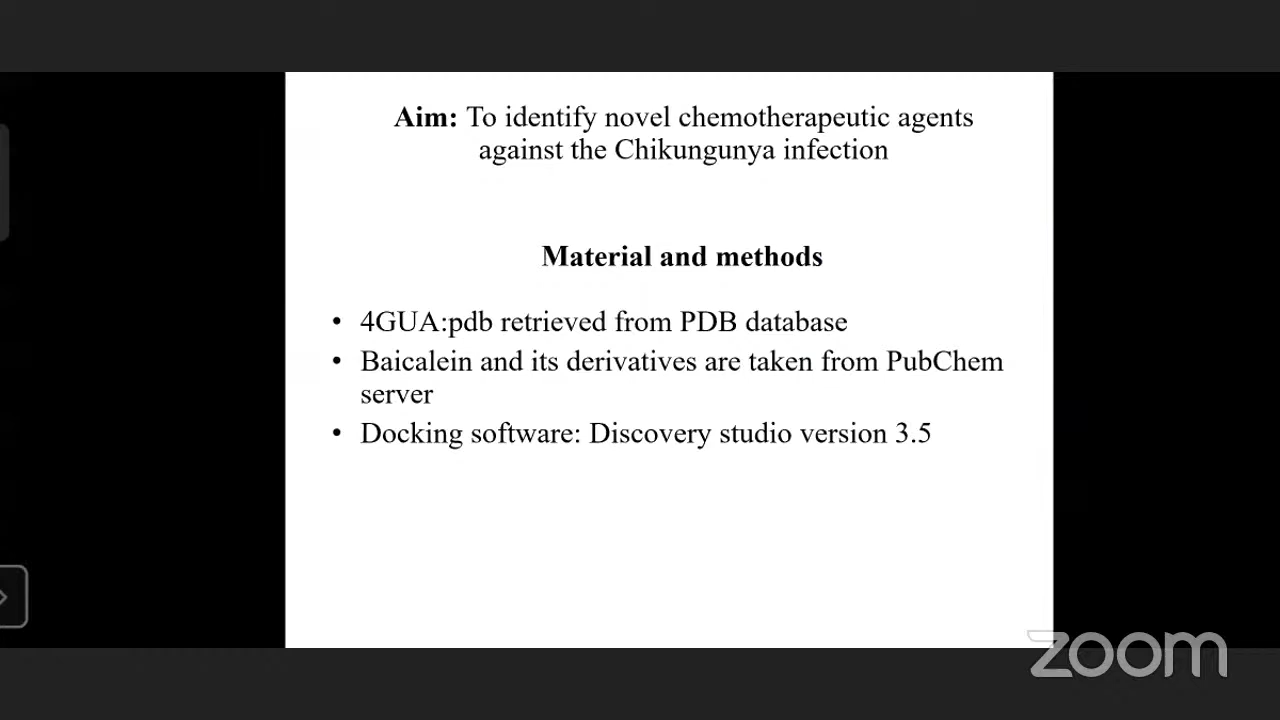 Aim: To identify novel chemotherapeutic agents
against the Chikungunya infection
Material and methods
• 4GUA:pdb retrieved from PDB database
• Baicalein and its derivatives are taken from PubChem
server
• Docking software: Discovery studio version 3.5
zoom